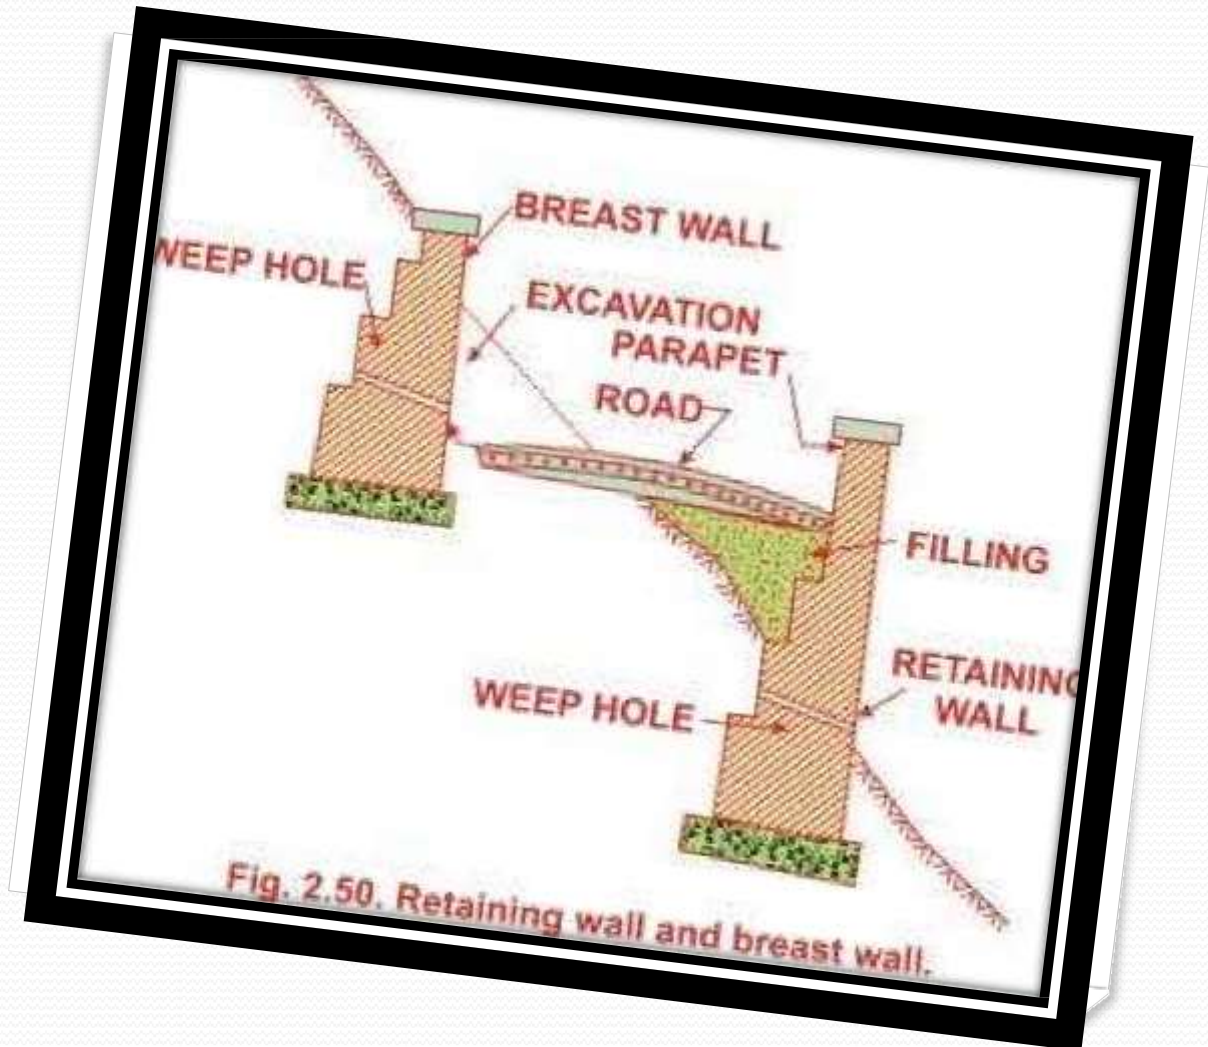 BREAST WALL
WEEP HOLE
EXCAVATION
PARAPET
ROAD
FILLING
RETAINING
WALL
WEEP HOLE
Fig. 2.50. Retaining wall and breast wall.